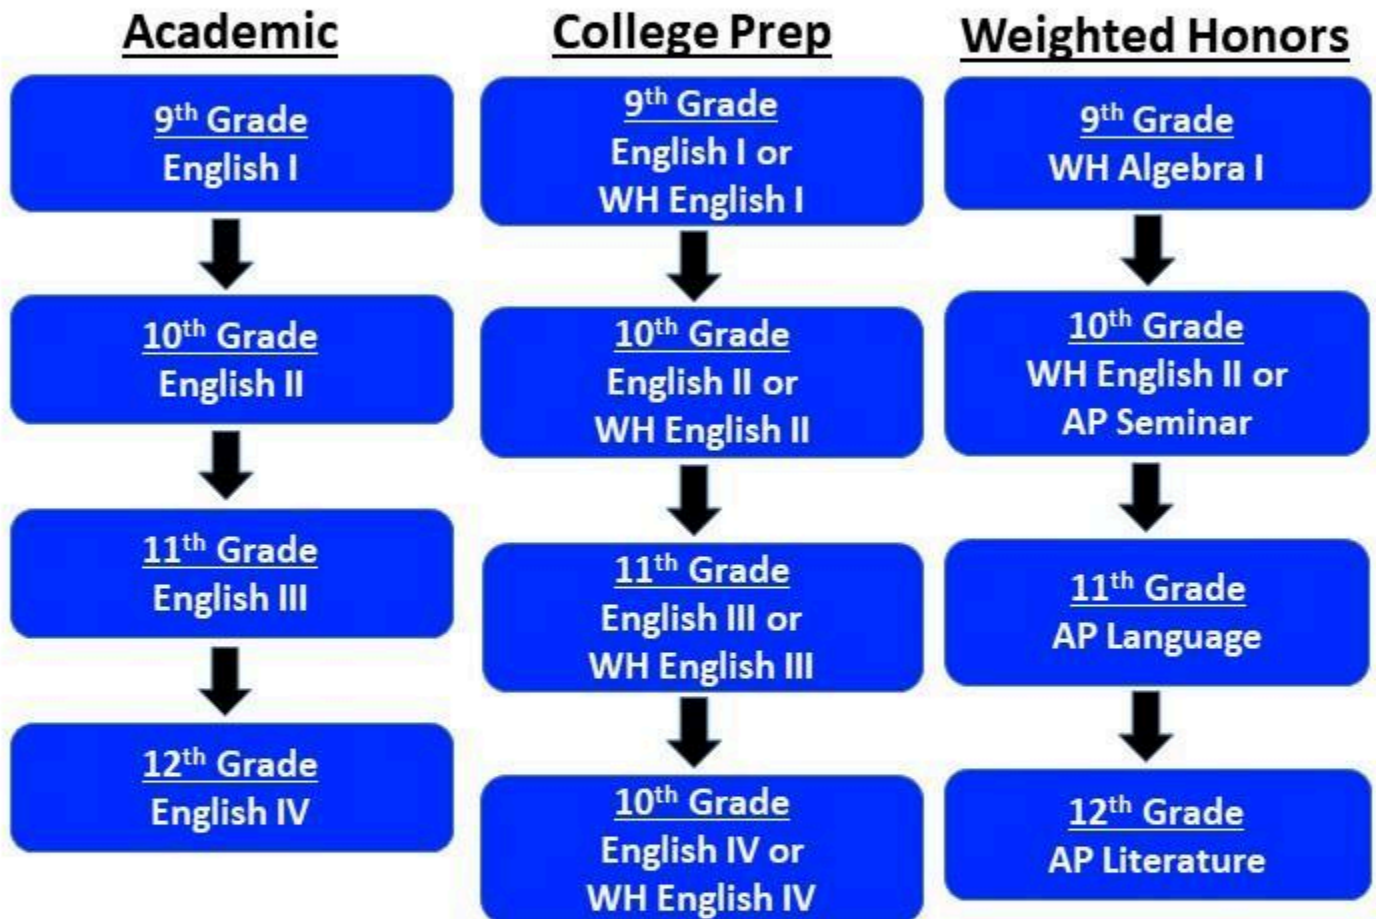 Academic
9th Grade
English I
10th Grade
English II
11th Grade
English III
12th Grade
English IV
College Prep
9th Grade
English I or
WH English I
10th Grade
English II or
WH English II
11th Grade
English III or
WH English III
10th Grade
English IV or
WH English IV
Weighted Honors
9th Grade
WH Algebra I
10th Grade
WH English II or
AP Seminar
11th Grade
AP Language
12th Grade
AP Literature